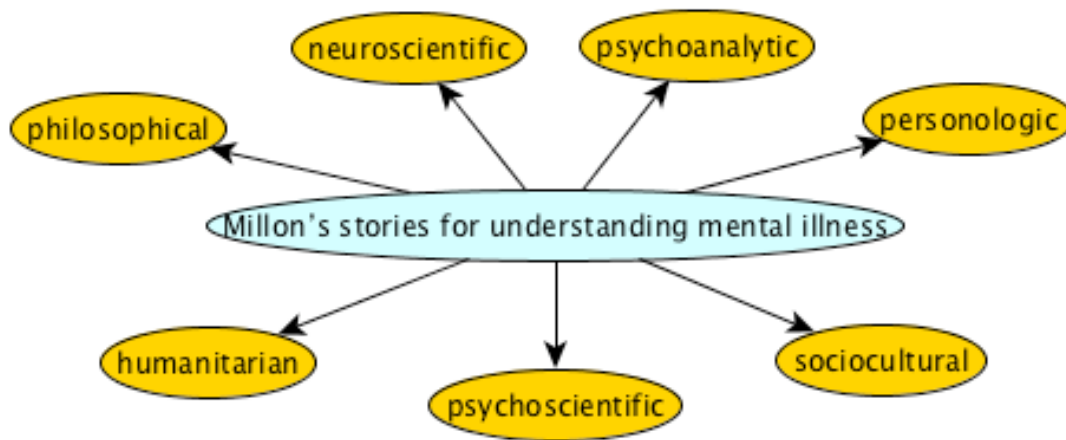 neuroscientific
psychoanalytic
philosophical
personologic
Millon's stories for understanding mental illness
humanitarian
sociocultural
psychoscientific